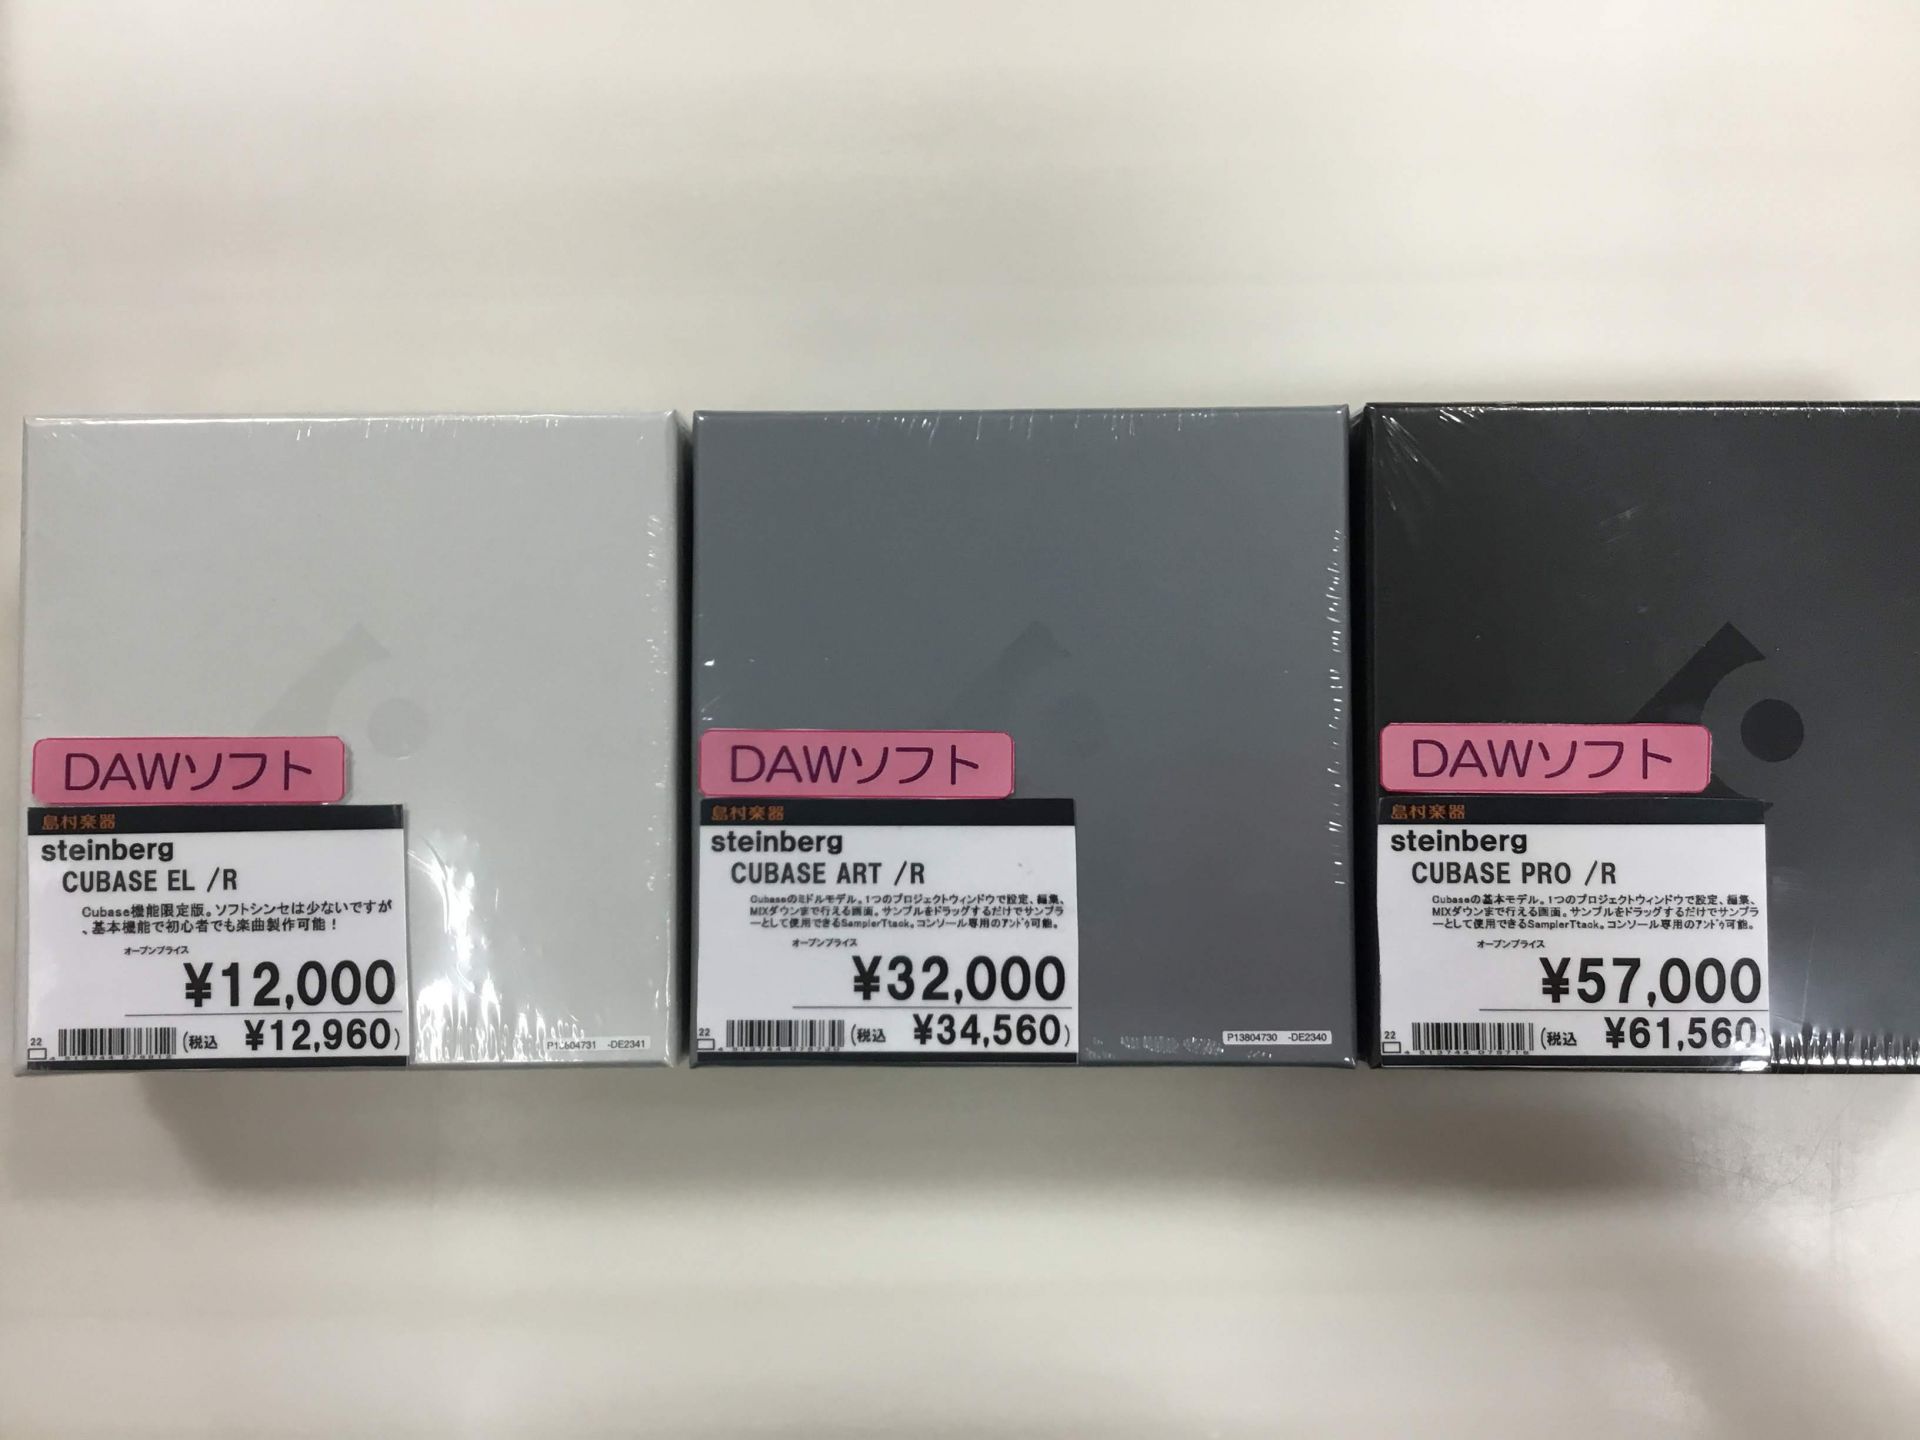 DAWソフト
島村楽器
steinberg
CUBASE EL /R
Cubase機能限定版。ソフトシンセは少ないですが
、基本機能で初心者でも楽曲製作可能！
オープンプライス
¥12,000
22
(税込 ¥12,960)
-DE2341
DAWソフト
島村楽器
steinberg
CUBASE ART /R
Cubaseのミドルモデル。1つのプロジェクトウィンドウで設定、編集、
MIXダウンまで行える画面。サンプルをドラッグするだけでサンプラ
ーとして使用できるSamplerTtack。コンソール専用のアンドゥ可能。
オープンプライス
¥32,000
22
(税込 ¥34,560)
P13804730 -DE2340
DAWソフト
島村楽器
steinberg
CUBASE PRO /R
Cubaseの基本モデル。1つのプロジェクトウィンドウで設定、編集、
MIXダウンまで行える画面。サンプルをドラッグするだけでサンプラ
ーとして使用できるSamplerTtack。コンソール専用のアンドゥ可能。
オープンプライス
¥57,000
22
(税込 ¥61,560)